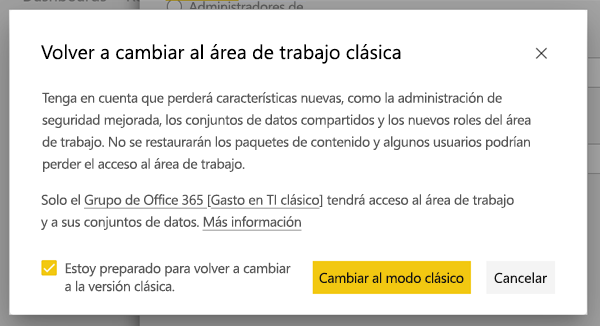 Administradores de
Volver a cambiar al área de trabajo clásica
Tenga en cuenta que perderá características nuevas, como la administración de
seguridad mejorada, los conjuntos de datos compartidos y los nuevos roles del área
de trabajo. No se restaurarán los paquetes de contenido y algunos usuarios podrían
perder el acceso al área de trabajo.
Solo el Grupo de Office 365 [Gasto en TI clásico] tendrá acceso al área de trabajo
y a sus conjuntos de datos. Más información
Estoy preparado para volver a cambiar
a la versión clásica.
Cambiar al modo clásico
Cancelar